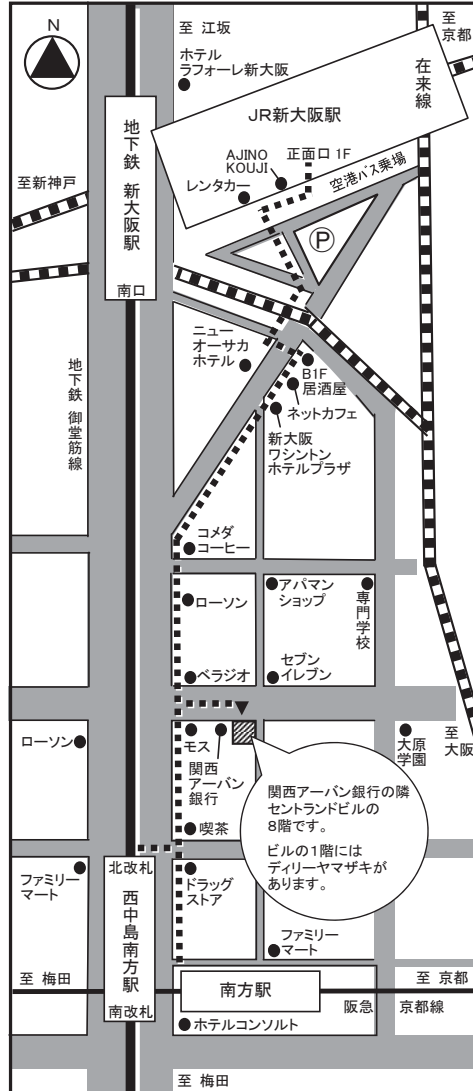 N
至 江坂
至
京都
ホテル
ラフォーレ新大阪
在来線
JR新大阪駅
地下鉄 新大阪駅
AJINO
KOUJI
正面口 1F
空港バス乗場
至新神戸
レンタカー
P
南口
ニュー
オーサカ
ホテル
B1F
居酒屋
ネットカフェ
地下鉄 御堂筋線
新大阪
ワシントン
ホテルプラザ
コメダ
コーヒー
ローソン
アパマン
ショップ
専門学校
ベラジオ
セブン
イレブン
ローソン
モス
関西
アーバン
銀行
大原
学園
至
大阪
関西アーバン銀行の隣
セントランドビルの
8階です。
ビルの1階には
ディリーヤマザキが
あります。
喫茶
北改札
ファミリー
マート
ドラッグ
ストア
西中島南方駅
ファミリー
マート
至 梅田
南方駅
至 京都
南改札
阪急
京都線
ホテルコンソルト
至 梅田